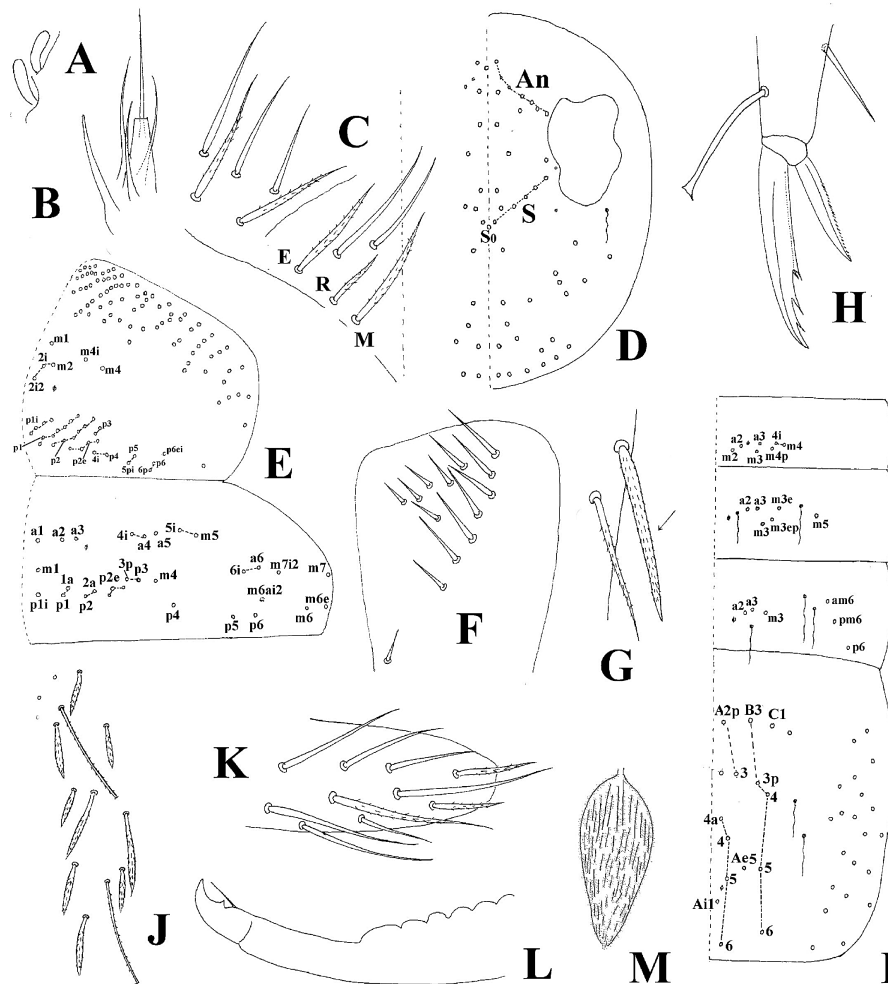 A
B
C
E
R
M
An
S
S0
D
H
m1
2i
m2
m4i
m4
2i2
p1i
p1
p3
p2
p2e
4i
p4
p5
5pi
6p
p6
p6ei
E
a1
a2
a3
4i
a4
a5
5i
m5
m1
1a
p1i
p1
2a
p2
p2e
3p
p3
m4
p4
6i
a6
m7i2
m7
m6ai2
m6e
m6
p5
p6
F
G
a2
a3
4i
m4
m2
m3
m4p
a2
a3
m3e
m3
m3ep
m5
a2
a3
m3
am6
pm6
p6
A2p
B3
C1
3
3p
4
4a
4
Ae5
5
5
Ai1
6
6
J
K
L
M